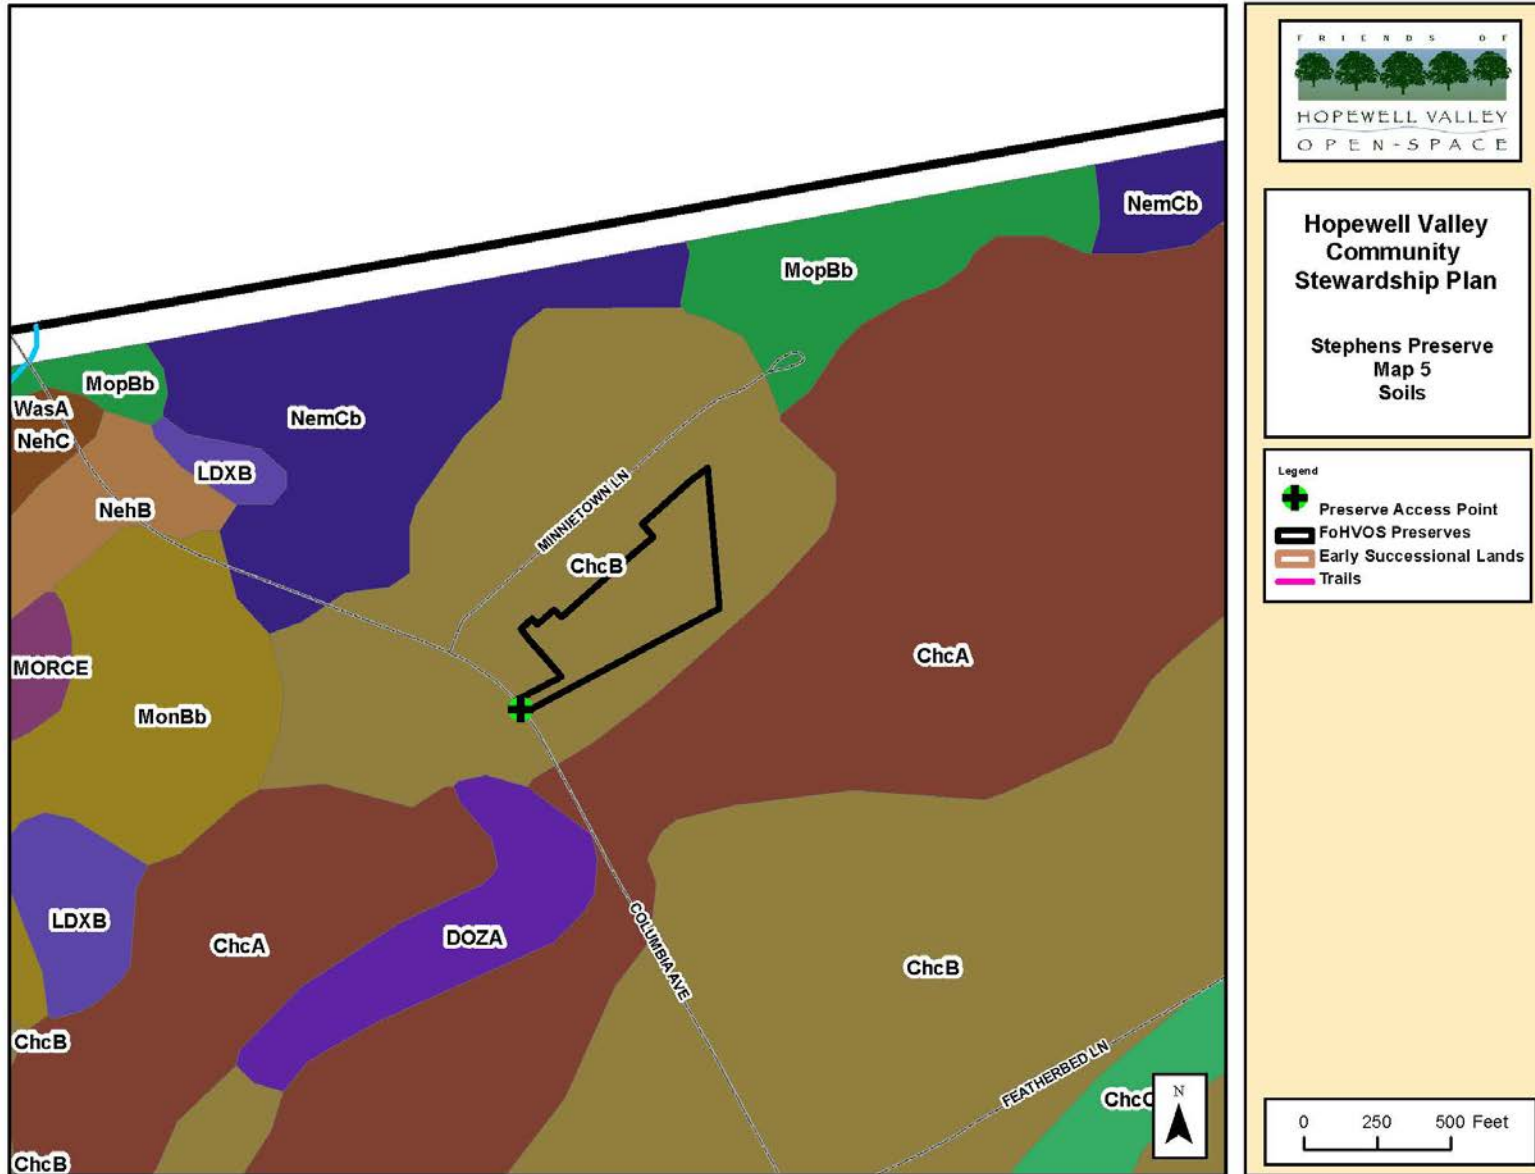 NemCb
MopBb
MopBb
WasA
NehC
NemCb
LDXB
NehB
MINNIETOWN LN
ChcB
MORCE
MonBb
ChcA
LDXB
ChcA
DOZA
COLUMBIA AVE
ChcB
ChcB
FEATHERBED LN
ChcC
ChcB
N
FRIENDS OF
HOPEWELL VALLEY
OPEN-SPACE
Hopewell Valley
Community
Stewardship Plan
Stephens Preserve
Map 5
Soils
Legend
Preserve Access Point
FoHVOS Preserves
Early Successional Lands
Trails
0 250 500 Feet